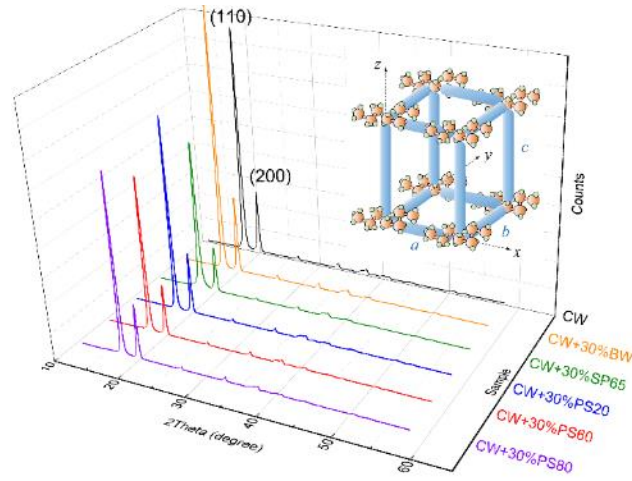 (110)
(200)
z
y
c
b
a
x
Counts
CW
CW+30%BW
CW+30%SP65
CW+30%PS20
CW+30%PS60
CW+30%PS80
Sample
10
20
30
40
50
60
2Theta (degree)